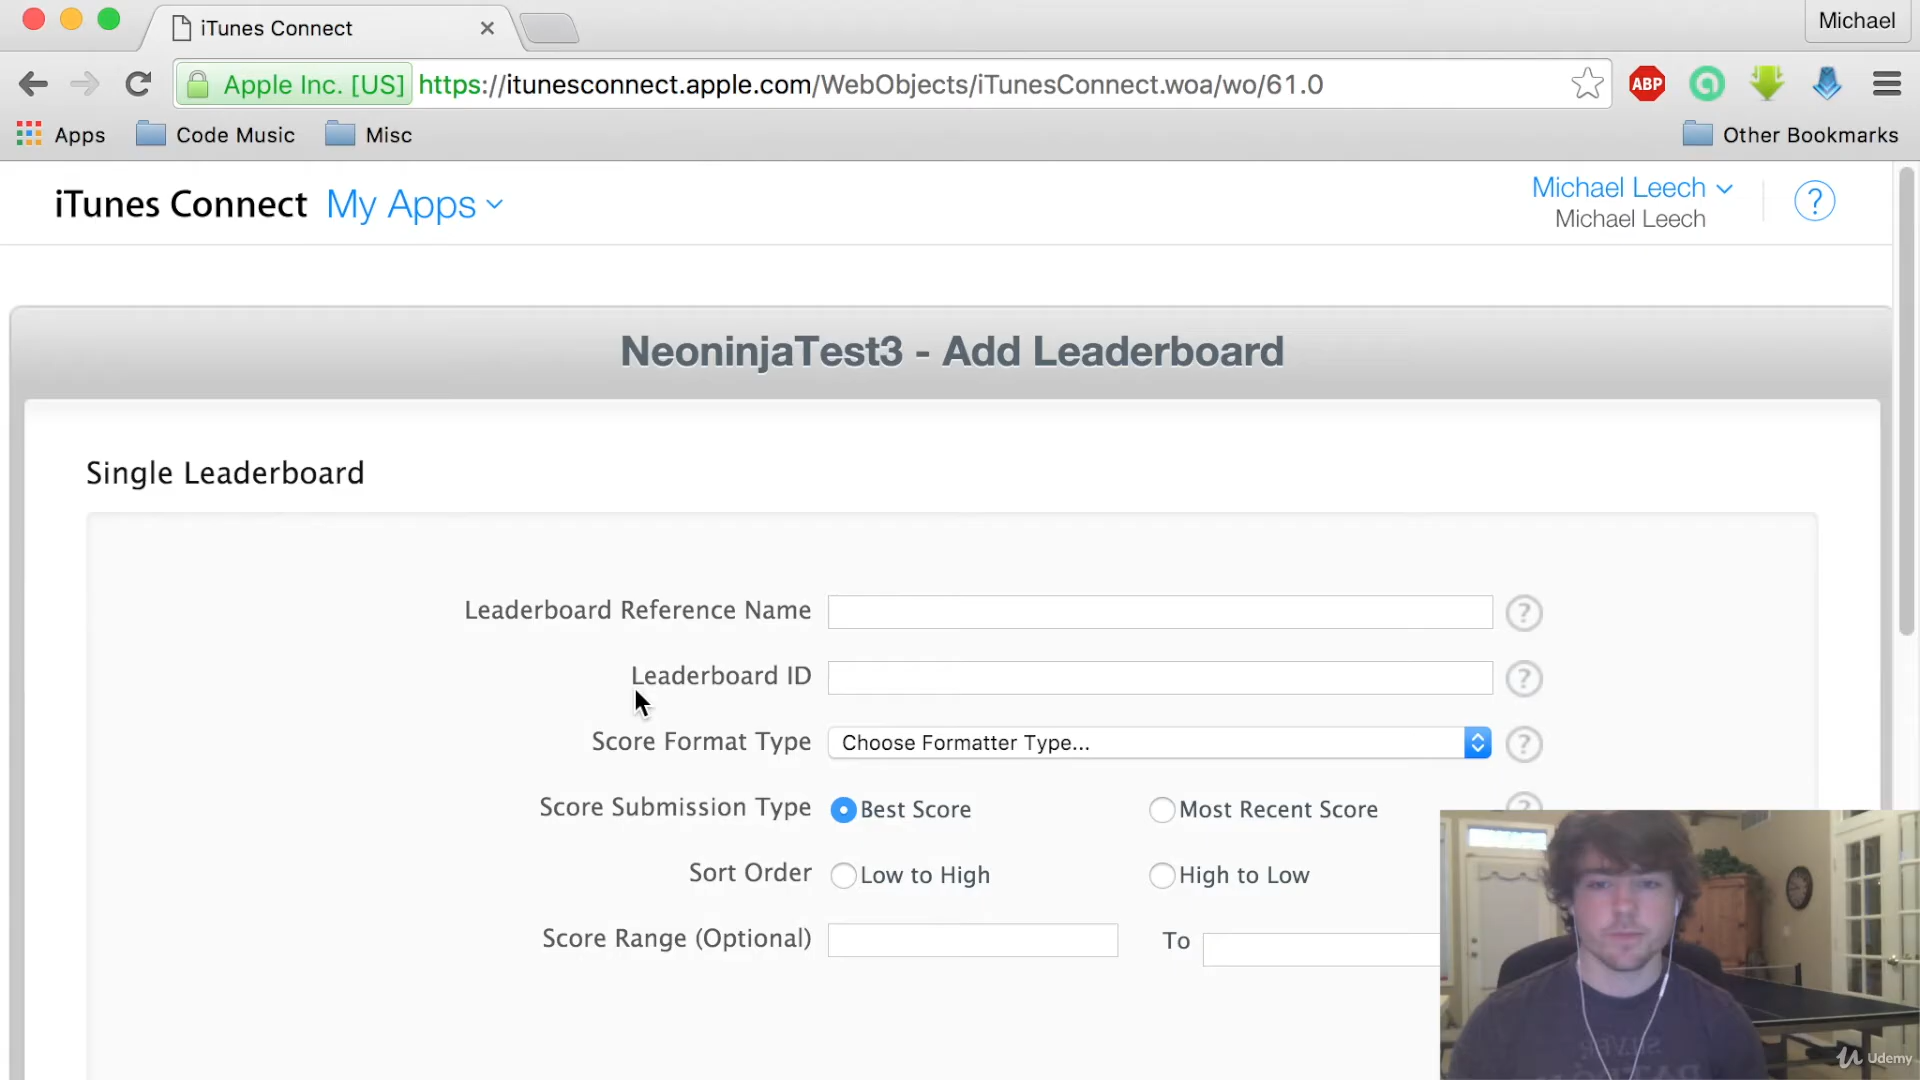 iTunes Connect
Michael
Apple Inc. [US] https://itunesconnect.apple.com/WebObjects/iTunesConnect.woa/wo/61.0
ABP
Apps Code Music Misc Other Bookmarks
iTunes Connect My Apps
Michael Leech
Michael Leech
?
NeoninjaTest3 - Add Leaderboard
Single Leaderboard
Leaderboard Reference Name ?
Leaderboard ID ?
Score Format Type Choose Formatter Type... ?
Score Submission Type Best Score Most Recent Score ?
Sort Order Low to High High to Low
Score Range (Optional) To
Udemy